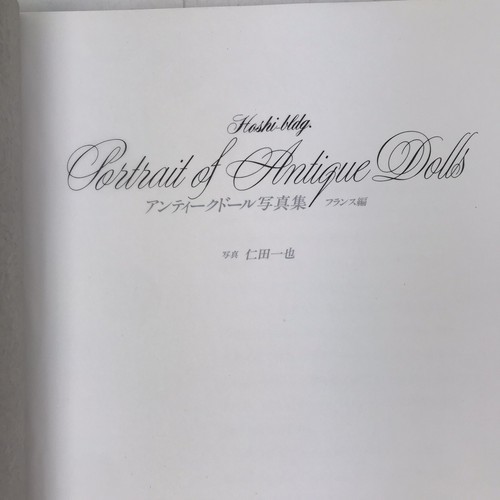 Hoshi bldg.
Portrait of Antique Dolls
アンティークドール写真集 フランス編
写真 仁田一也